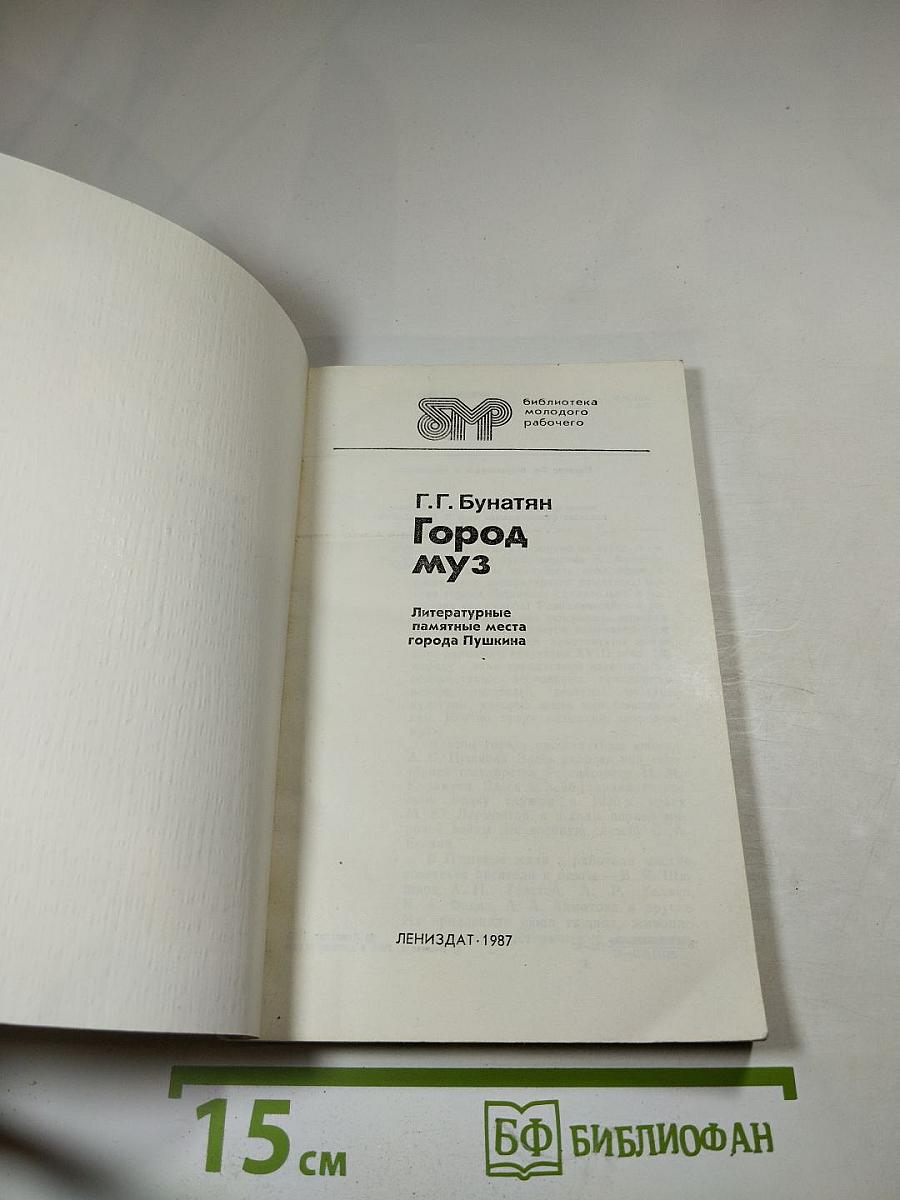 бмр
библиотека
молодого
рабочего
Г.Г. Бунатян
Город
муз
Литературные
памятные места
города Пушкина
ЛЕНИЗДАТ · 1987
15 см
БФ БИБЛИОФАН